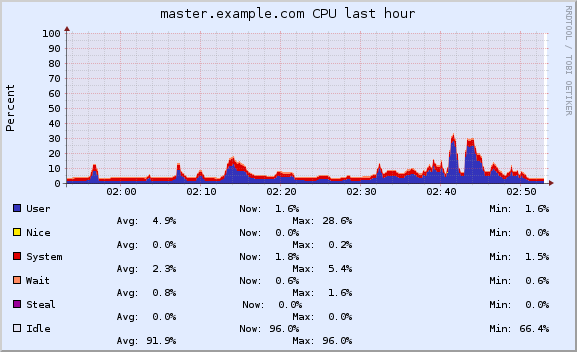 master.example.com CPU last hour
RRDTOOL / TOBI OETIKER
Percent
100
90
80
70
60
50
40
30
20
10
0
02:00 02:10 02:20 02:30 02:40 02:50
User Now: 1.6% Min: 1.6%
Avg: 4.9% Max: 28.6%
Nice Now: 0.0% Min: 0.0%
Avg: 0.0% Max: 0.2%
System Now: 1.8% Min: 1.5%
Avg: 2.3% Max: 5.4%
Wait Now: 0.6% Min: 0.6%
Avg: 0.8% Max: 1.6%
Steal Now: 0.0% Min: 0.0%
Avg: 0.0% Max: 0.0%
Idle Now: 96.0% Min: 66.4%
Avg: 91.9% Max: 96.0%